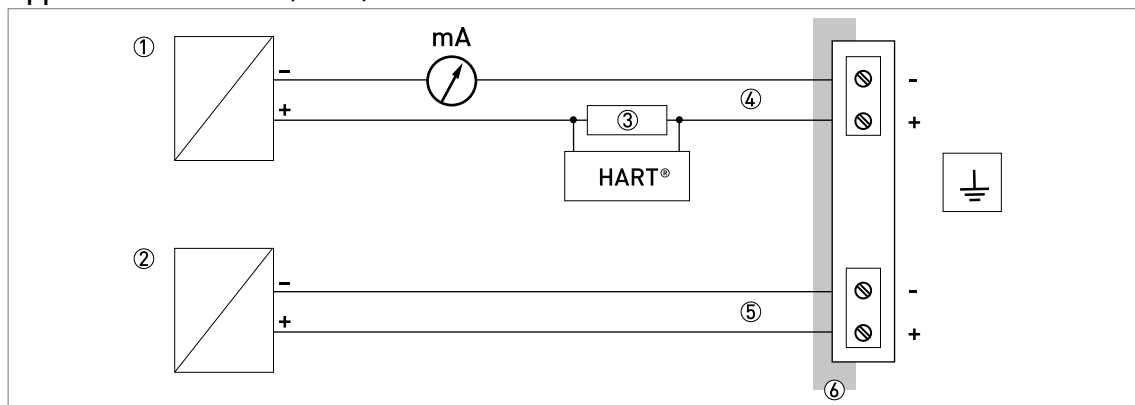 ① mA
−
+ ④ -
③ +
HART®
②
−
+ ⑤ -
+
⑥